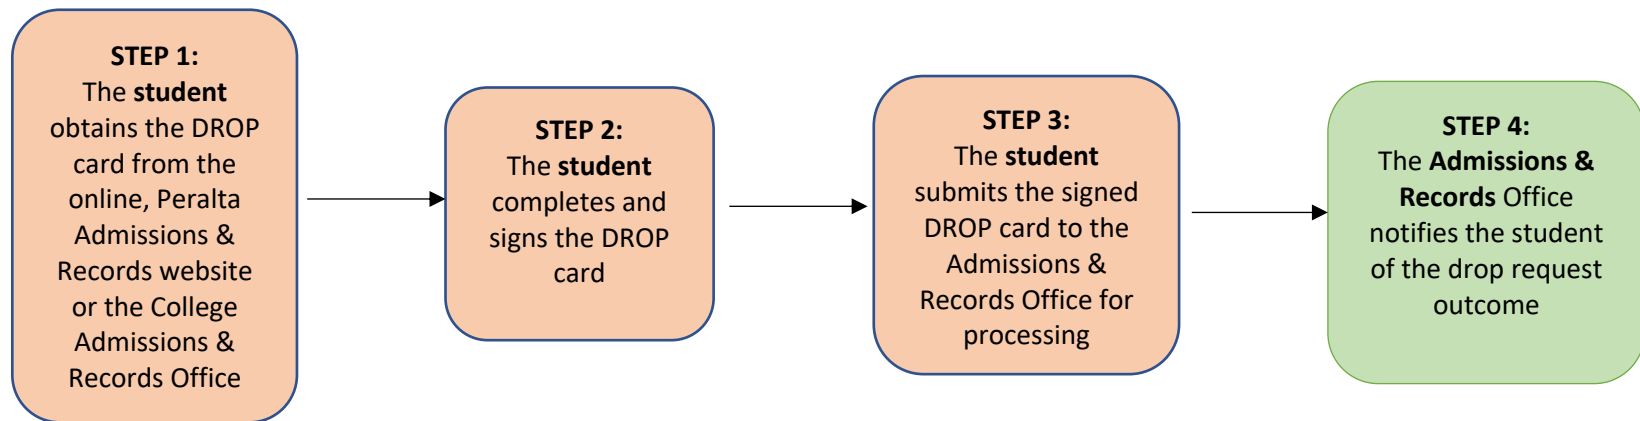 STEP 1:
The student
obtains the DROP
card from the
online, Peralta
Admissions &
Records website
or the College
Admissions &
Records Office
STEP 2:
The student
completes and
signs the DROP
card
STEP 3:
The student
submits the signed
DROP card to the
Admissions &
Records Office for
processing
STEP 4:
The Admissions &
Records Office
notifies the student
of the drop request
outcome